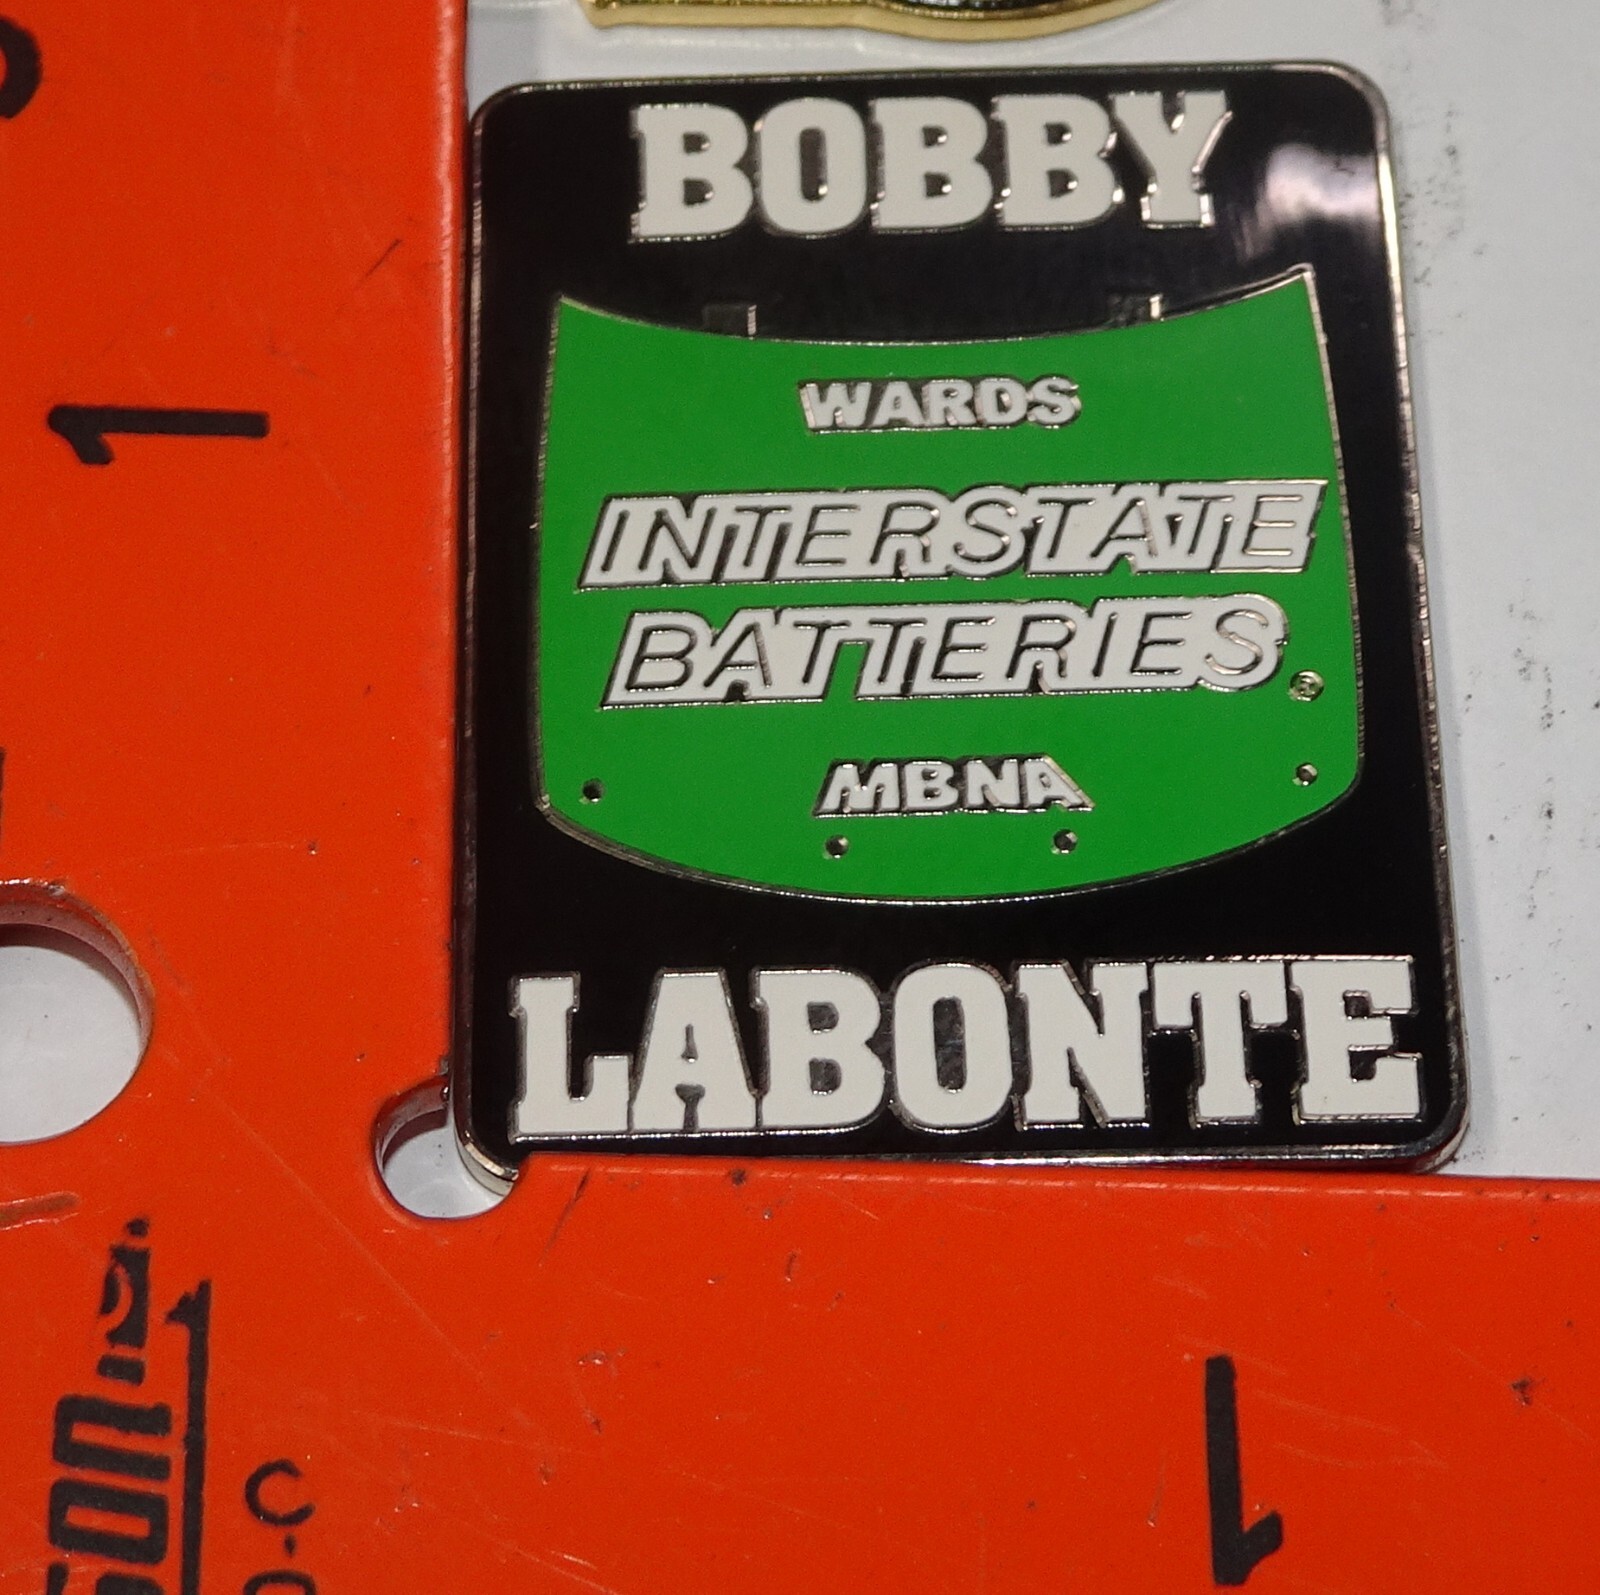 BOBBY
WARDS
INTERSTATE
BATTERIES®
MBNA
LABONTE
1
1